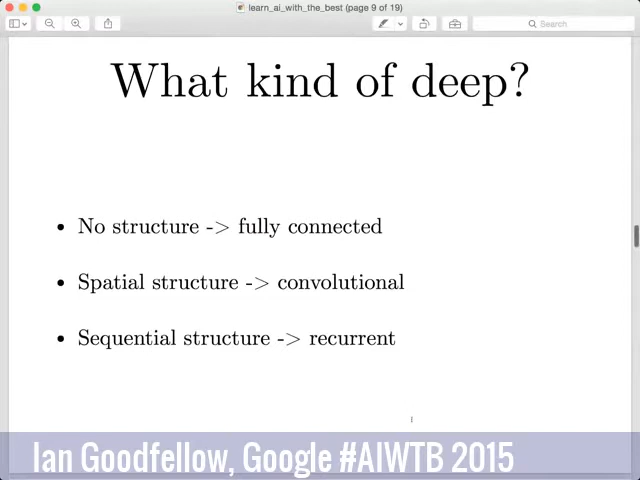 learn_ai_with_the_best (page 9 of 19)
Search
What kind of deep?
• No structure -> fully connected
• Spatial structure -> convolutional
• Sequential structure -> recurrent
Ian Goodfellow, Google #AIWTB 2015